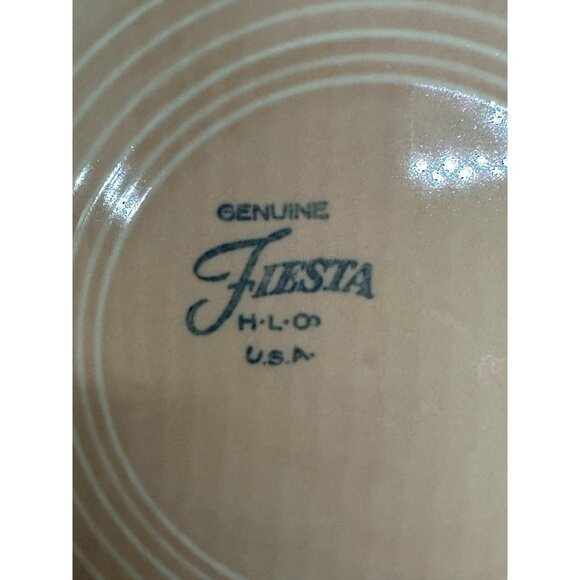 GENUINE
FIESTA
H·L·Co
U.S.A.